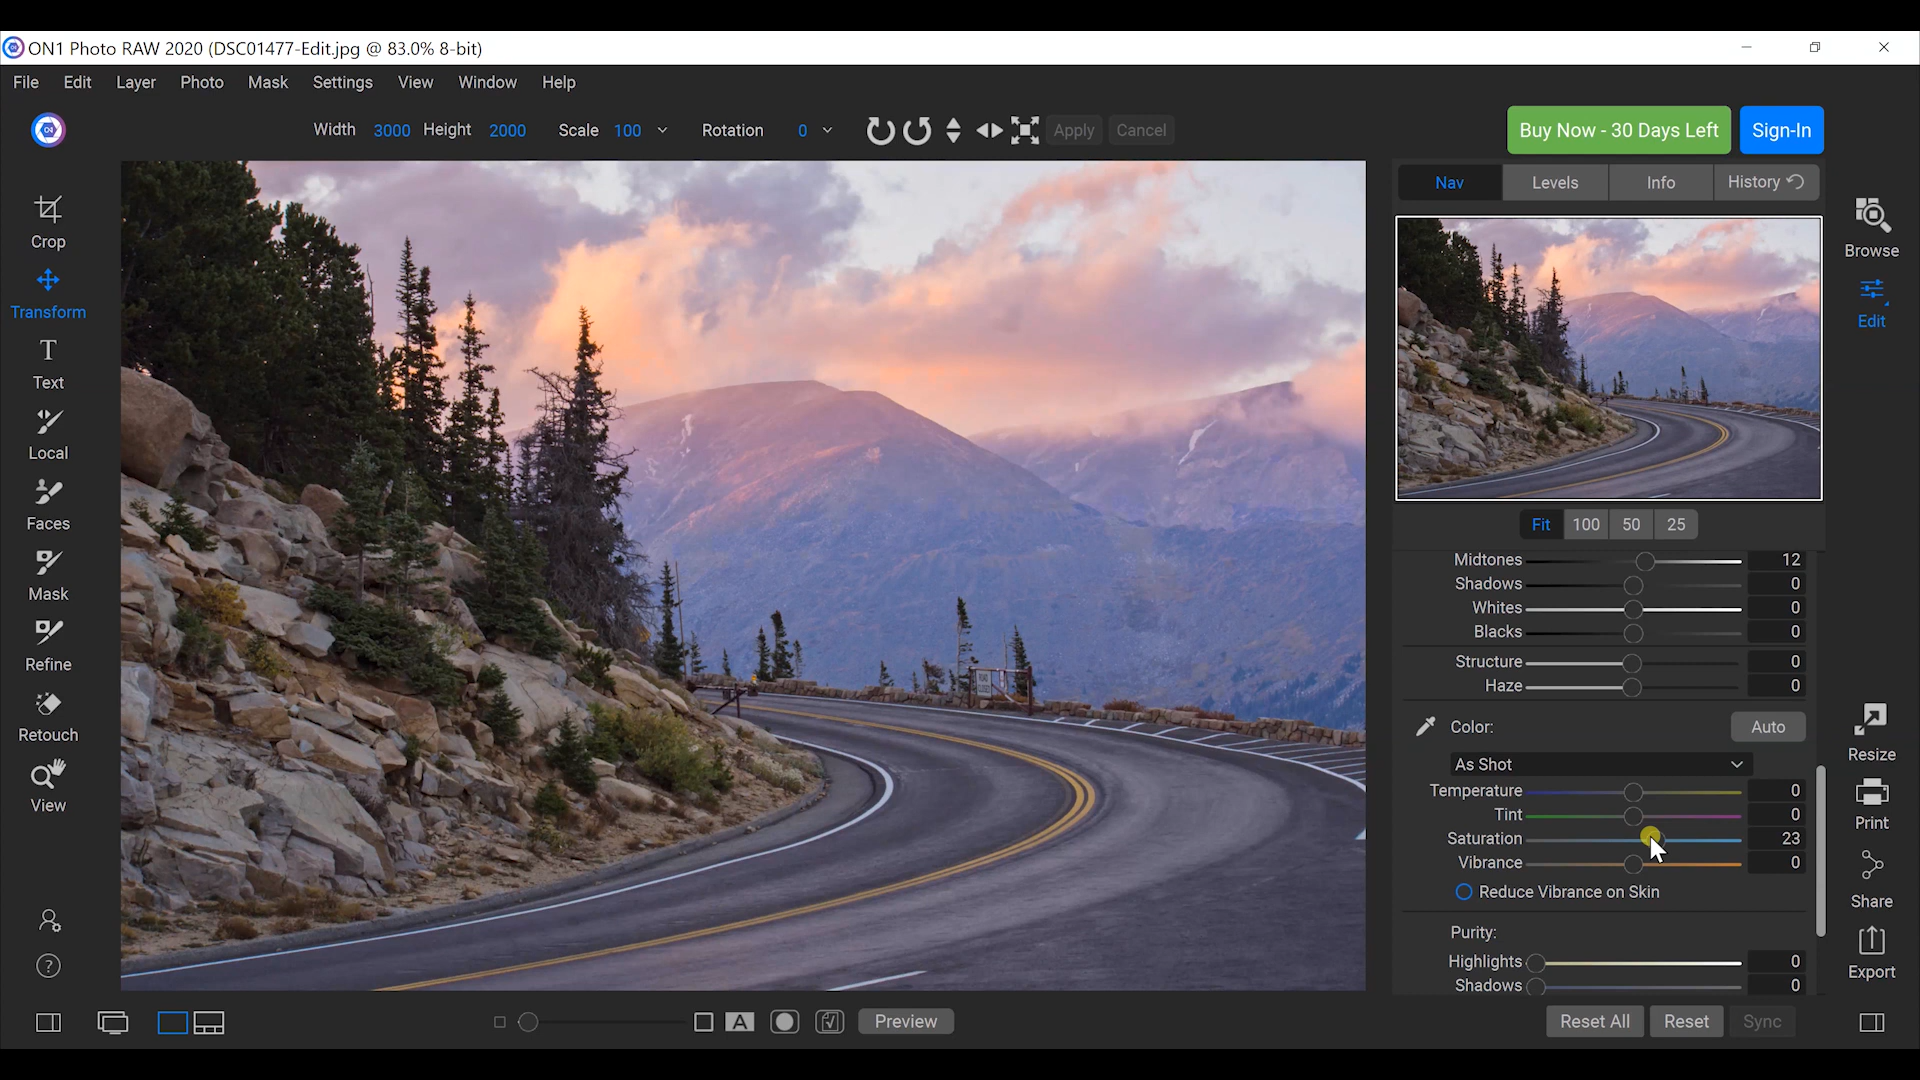 ON1 Photo RAW 2020 (DSC01477-Edit.jpg @ 83.0% 8-bit)
File Edit Layer Photo Mask Settings View Window Help
Width 3000 Height 2000 Scale 100 Rotation 0 Apply Cancel Buy Now - 30 Days Left Sign-In
Nav Levels Info History
Crop
Transform
Text
Local
Faces
Mask
Refine
Retouch
View
Fit 100 50 25
Midtones 12
Shadows 0
Whites 0
Blacks 0
Structure 0
Haze 0
Color: Auto
As Shot
Temperature 0
Tint 0
Saturation 23
Vibrance 0
Reduce Vibrance on Skin
Purity:
Highlights 0
Shadows 0
Browse
Edit
Resize
Print
Share
Export
A Preview
Reset All Reset Sync